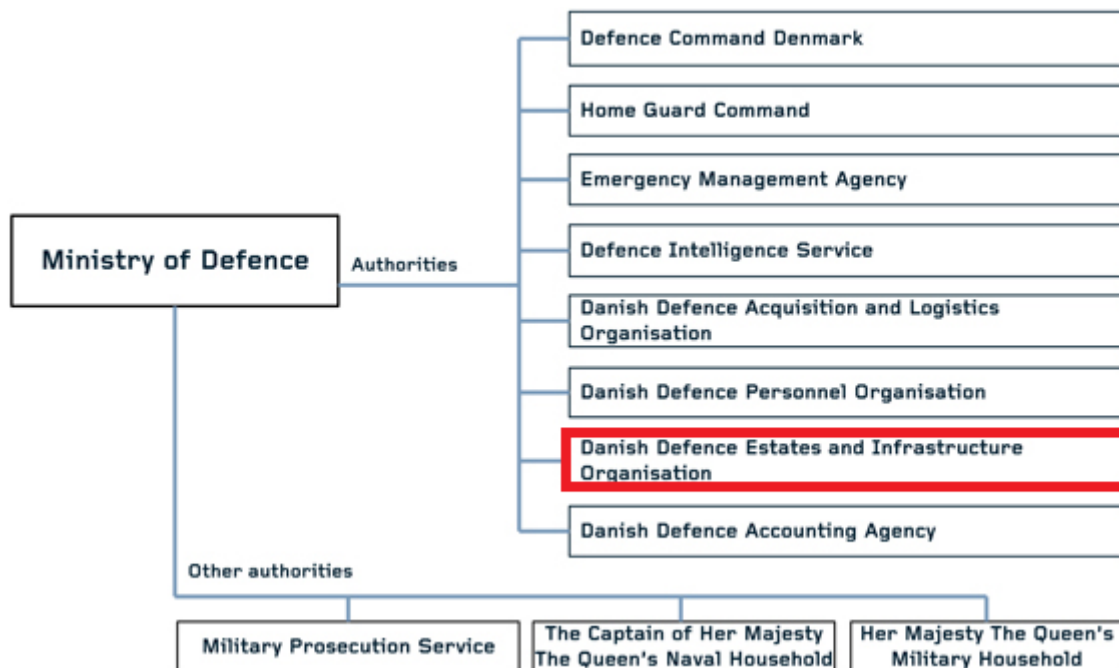 Defence Command Denmark
Home Guard Command
Emergency Management Agency
Ministry of Defence
Authorities
Defence Intelligence Service
Danish Defence Acquisition and Logistics
Organisation
Danish Defence Personnel Organisation
Danish Defence Estates and Infrastructure
Organisation
Danish Defence Accounting Agency
Other authorities
Military Prosecution Service
The Captain of Her Majesty
The Queen's Naval Household
Her Majesty The Queen's
Military Household